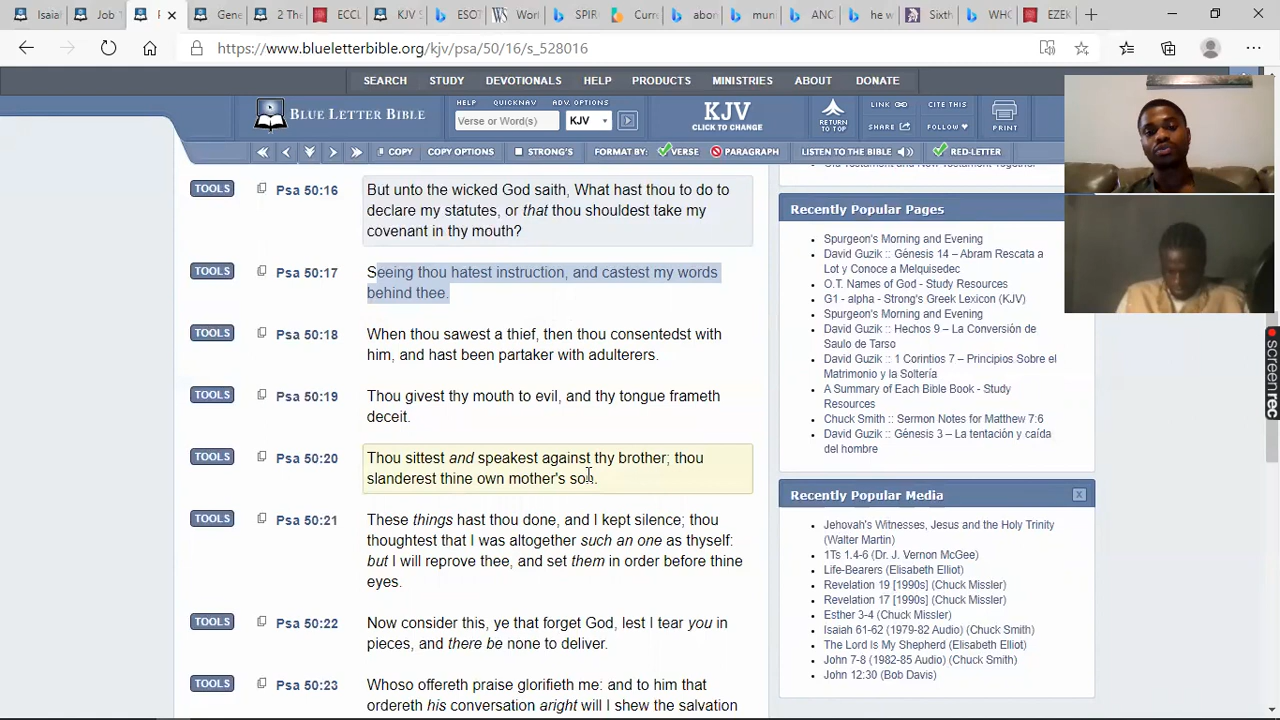 Isaia
Job 1
P
Gene
2 The
ECCL
KJV S
ESOT
Worl
SPIR
Curre
abor
mun
ANC
he w
Sixth
WHO
EZEK
https://www.blueletterbible.org/kjv/psa/50/16/s_528016
SEARCH STUDY DEVOTIONALS HELP PRODUCTS MINISTRIES ABOUT DONATE
BLUE LETTER BIBLE
HELP QUICKNAV ADV. OPTIONS
Verse or Word(s) KJV
KJV
CLICK TO CHANGE
RETURN
TO TOP
LINK CITE THIS
SHARE FOLLOW
PRINT
COPY COPY OPTIONS STRONG'S FORMAT BY: VERSE PARAGRAPH LISTEN TO THE BIBLE RED-LETTER
TOOLS Psa 50:16 But unto the wicked God saith, What hast thou to do to
declare my statutes, or that thou shouldest take my
covenant in thy mouth?
TOOLS Psa 50:17 Seeing thou hatest instruction, and castest my words
behind thee.
TOOLS Psa 50:18 When thou sawest a thief, then thou consentedst with
him, and hast been partaker with adulterers.
TOOLS Psa 50:19 Thou givest thy mouth to evil, and thy tongue frameth
deceit.
TOOLS Psa 50:20 Thou sittest and speakest against thy brother; thou
slanderest thine own mother's son.
TOOLS Psa 50:21 These things hast thou done, and I kept silence; thou
thoughtest that I was altogether such an one as thyself:
but I will reprove thee, and set them in order before thine
eyes.
TOOLS Psa 50:22 Now consider this, ye that forget God, lest I tear you in
pieces, and there be none to deliver.
TOOLS Psa 50:23 Whoso offereth praise glorifieth me: and to him that
ordereth his conversation aright will I shew the salvation
Recently Popular Pages
Spurgeon's Morning and Evening
David Guzik :: Génesis 14 – Abram Rescata a
Lot y Conoce a Melquisedec
O.T. Names of God - Study Resources
G1 - alpha - Strong's Greek Lexicon (KJV)
Spurgeon's Morning and Evening
David Guzik :: Hechos 9 – La Conversión de
Saulo de Tarso
David Guzik :: 1 Corintios 7 – Principios Sobre el
Matrimonio y la Soltería
A Summary of Each Bible Book - Study
Resources
Chuck Smith :: Sermon Notes for Matthew 7:6
David Guzik :: Génesis 3 – La tentación y caída
del hombre
Recently Popular Media
Jehovah's Witnesses, Jesus and the Holy Trinity
(Walter Martin)
1Ts 1.4-6 (Dr. J. Vernon McGee)
Life-Bearers (Elisabeth Elliot)
Revelation 19 [1990s] (Chuck Missler)
Revelation 17 [1990s] (Chuck Missler)
Esther 3-4 (Chuck Smith)
Isaiah 61-62 (1979-82 Audio) (Chuck Smith)
The Lord Is My Shepherd (Elisabeth Elliot)
John 7-8 (1982-85 Audio) (Chuck Smith)
John 12:30 (Bob Davis)
screenrec